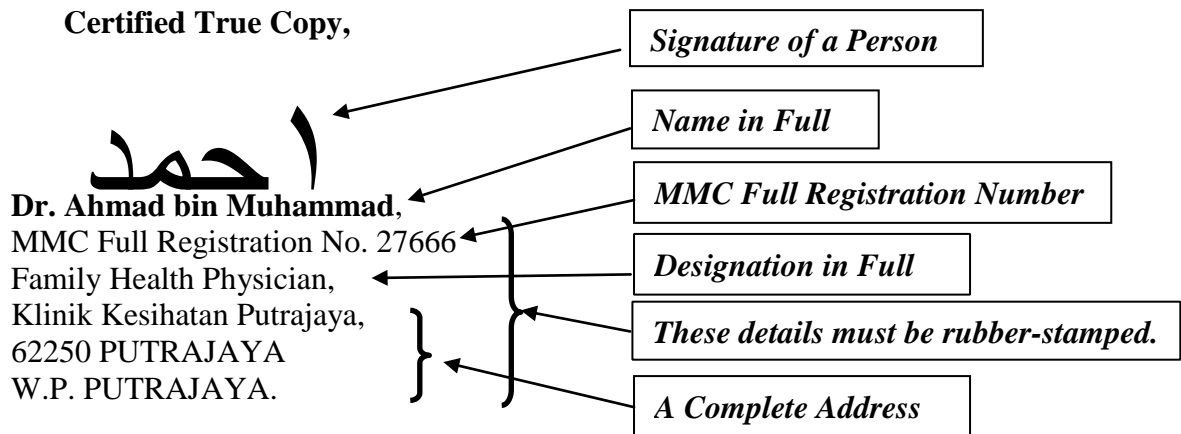 Certified True Copy,
Signature of a Person
احمد
Name in Full
Dr. Ahmad bin Muhammad,
MMC Full Registration Number
MMC Full Registration No. 27666
Family Health Physician,
Designation in Full
Klinik Kesihatan Putrajaya,
These details must be rubber-stamped.
62250 PUTRAJAYA
W.P. PUTRAJAYA.
A Complete Address